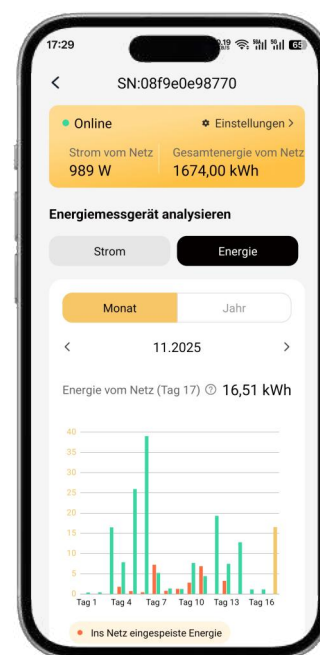 17:29
65
SN:08f9e0e98770
Online
Einstellungen >
Strom vom Netz Gesamtenergie vom Netz
989 W 1674,00 kWh
Energiemessgerät analysieren
Strom Energie
Monat Jahr
< 11.2025 >
Energie vom Netz (Tag 17) ? 16,51 kWh
40
35
30
25
20
15
10
5
0
Tag 1 Tag 4 Tag 7 Tag 10 Tag 13 Tag 16
Ins Netz eingespeiste Energie